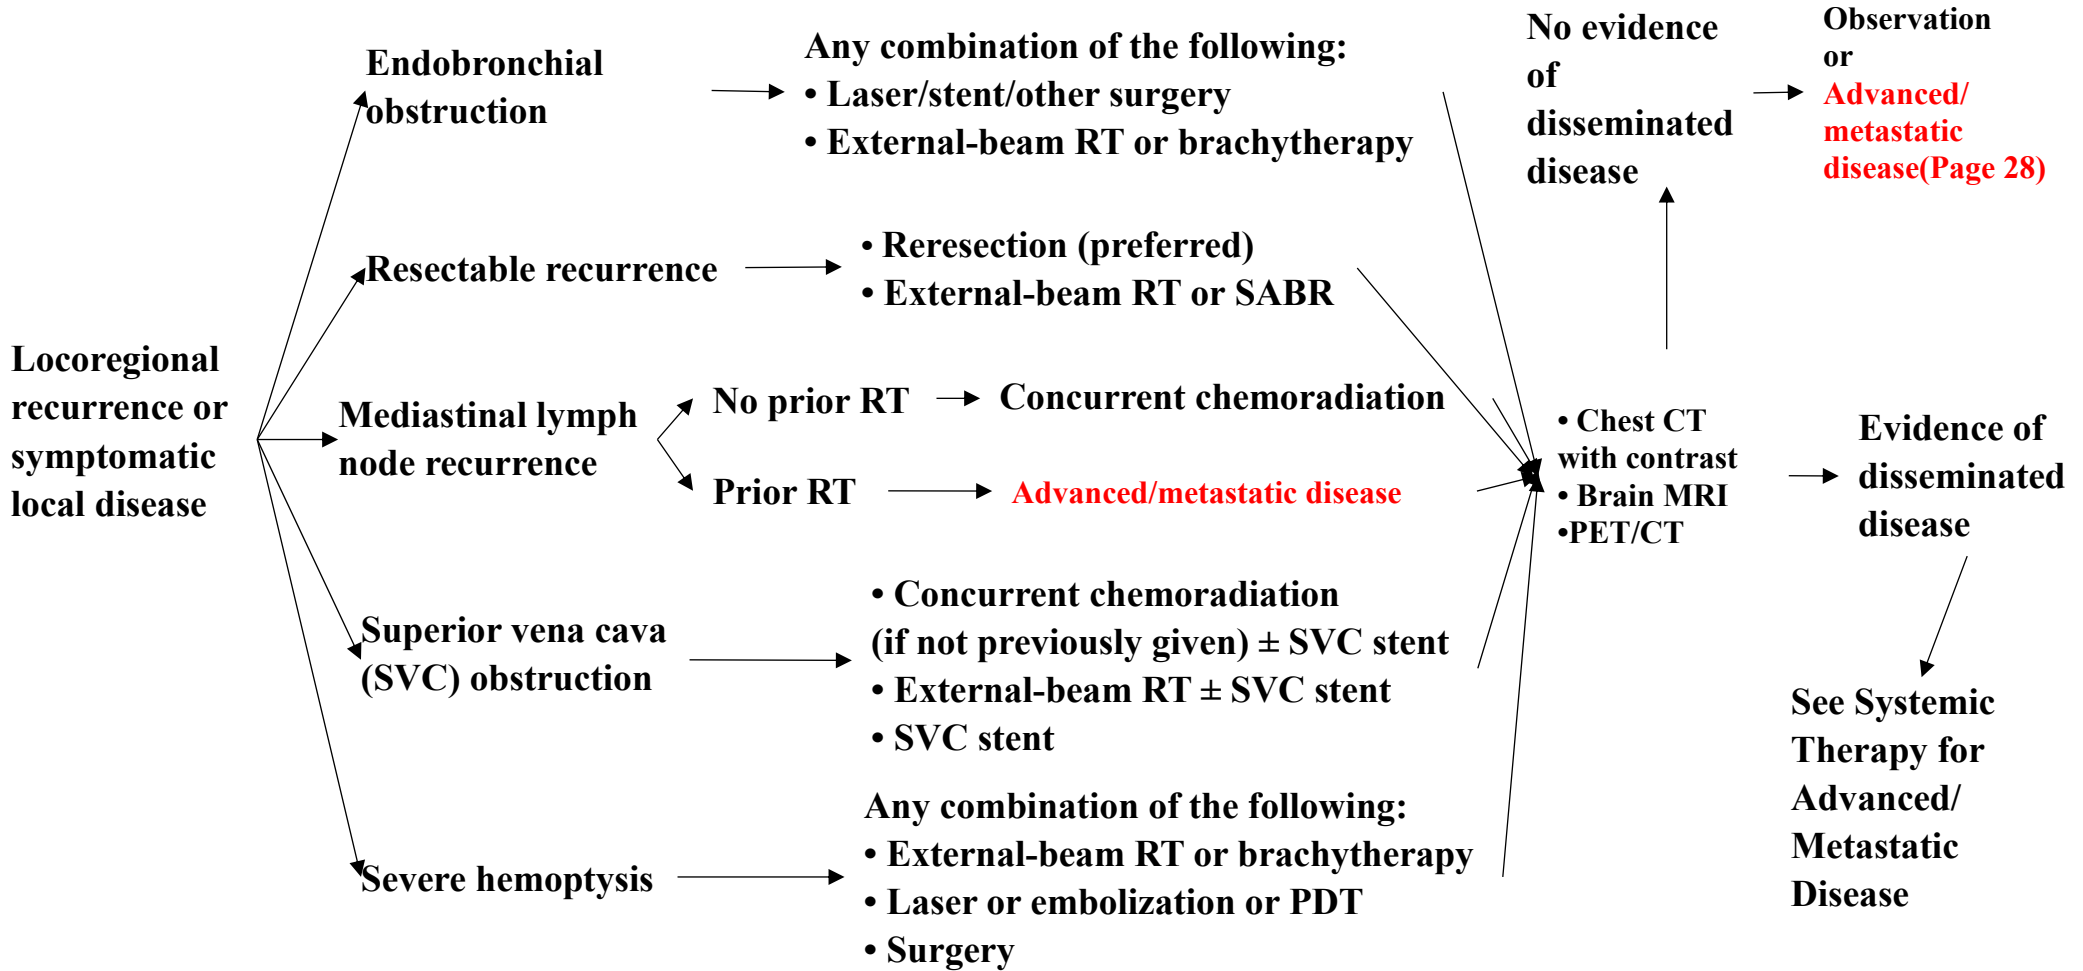 Locoregional
recurrence or
symptomatic
local disease
Endobronchial
obstruction
Any combination of the following:
• Laser/stent/other surgery
• External-beam RT or brachytherapy
Resectable recurrence
• Reresection (preferred)
• External-beam RT or SABR
Mediastinal lymph
node recurrence
No prior RT
Concurrent chemoradiation
Prior RT
Advanced/metastatic disease
Superior vena cava
(SVC) obstruction
• Concurrent chemoradiation
(if not previously given) ± SVC stent
• External-beam RT ± SVC stent
• SVC stent
Severe hemoptysis
Any combination of the following:
• External-beam RT or brachytherapy
• Laser or embolization or PDT
• Surgery
• Chest CT
with contrast
• Brain MRI
•PET/CT
No evidence
of
disseminated
disease
Observation
or
Advanced/
metastatic
disease(Page 28)
Evidence of
disseminated
disease
See Systemic
Therapy for
Advanced/
Metastatic
Disease